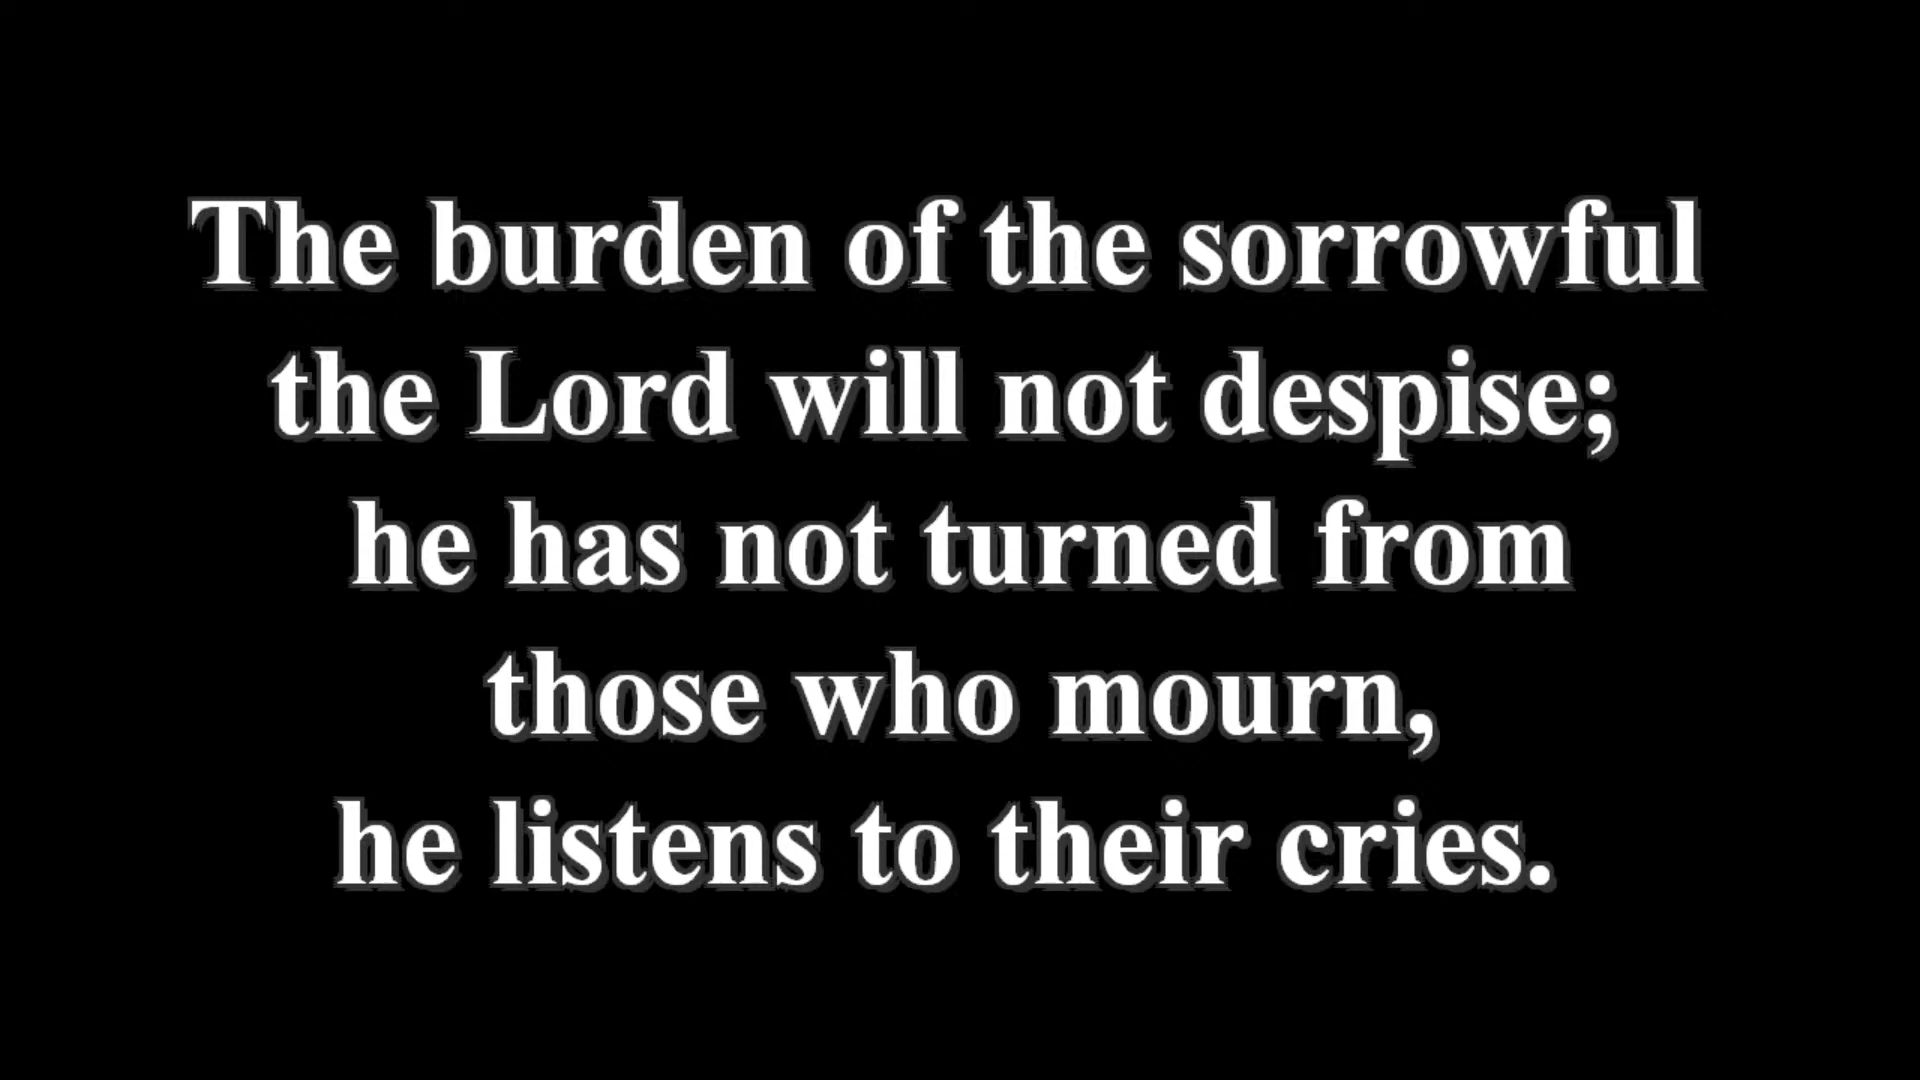 The burden of the sorrowful
the Lord will not despise;
he has not turned from
those who mourn,
he listens to their cries.